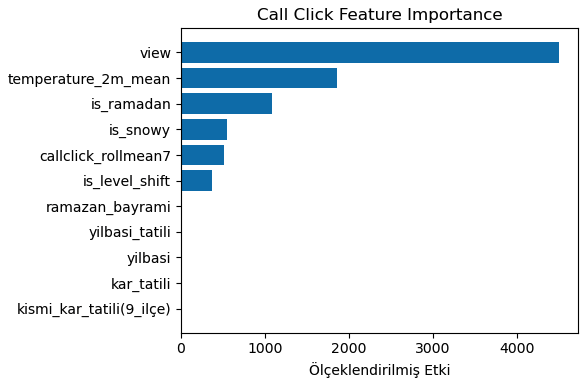 Call Click Feature Importance
view
temperature_2m_mean
is_ramadan
is_snowy
callclick_rollmean7
is_level_shift
ramazan_bayrami
yilbasi_tatili
yilbasi
kar_tatili
kismi_kar_tatili(9_ilçe)
0 1000 2000 3000 4000
Ölçeklendirilmiş Etki